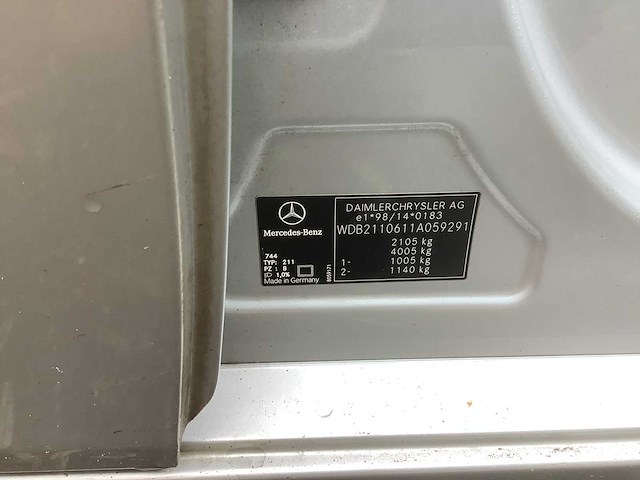 Mercedes-Benz
744
TYP: 211
PZ : 8
1,0%
Made in Germany
8059171
DAIMLERCHRYSLER AG
e1*98/14*0183
WDB2110611A059291
2105 kg
4005 kg
1- 1005 kg
2- 1140 kg